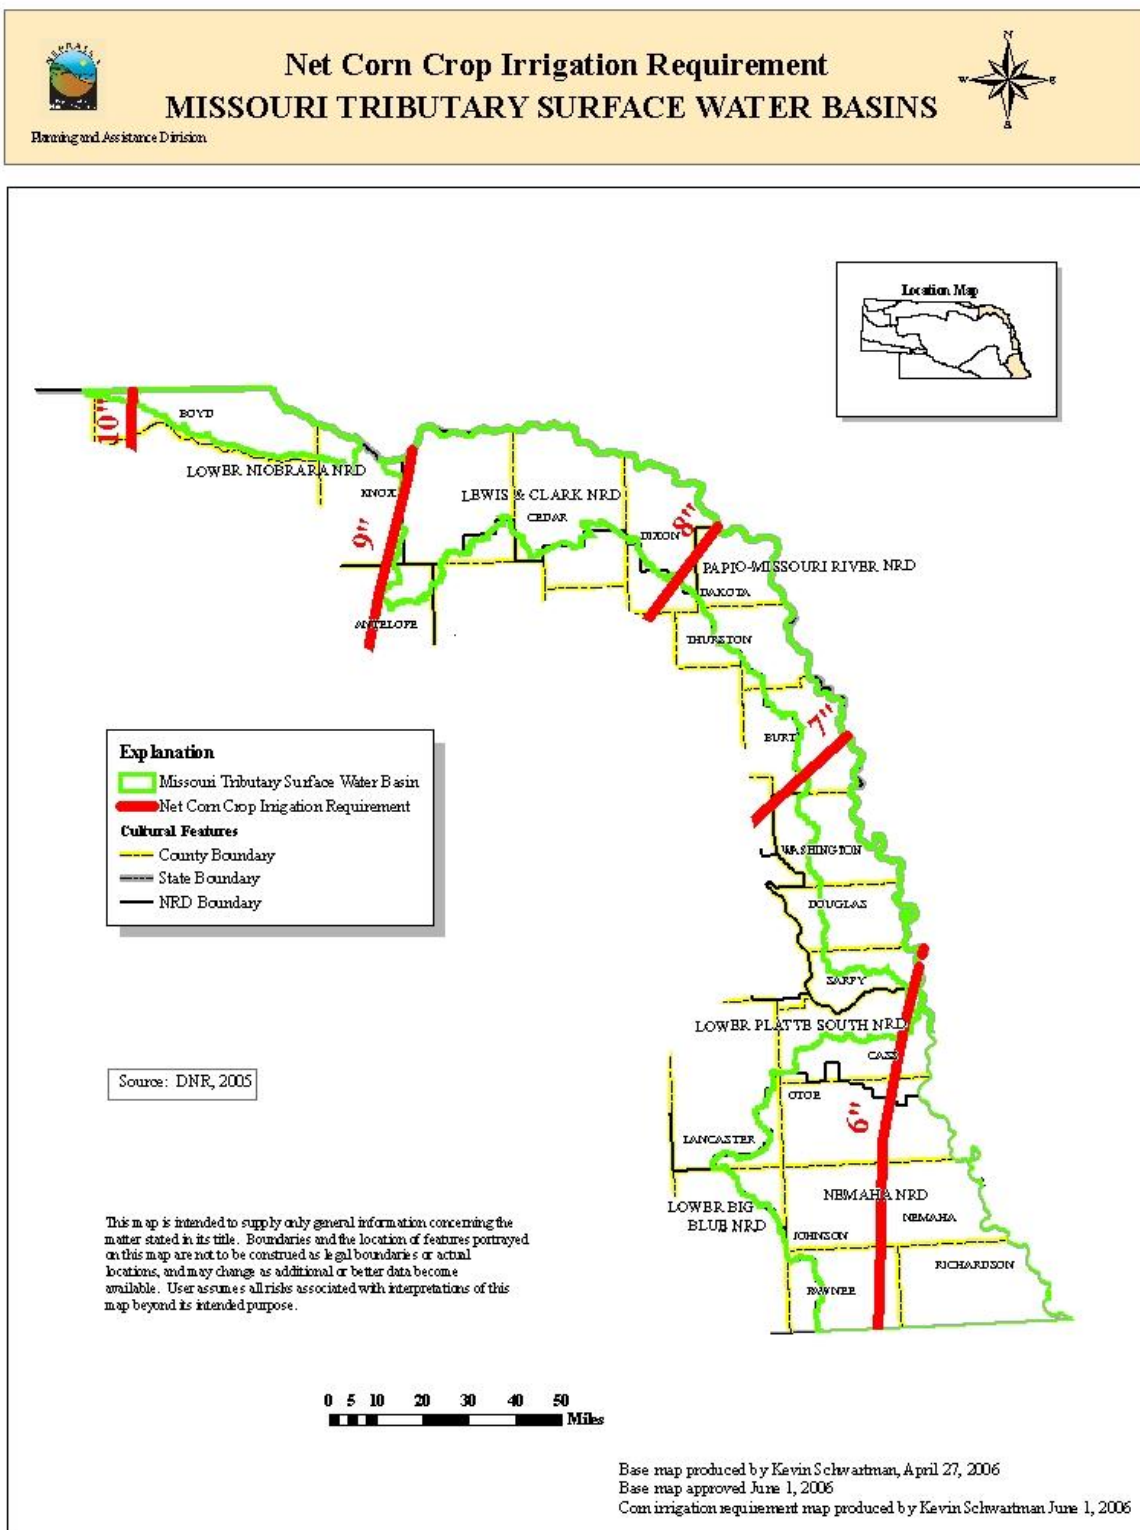 Net Corn Crop Irrigation Requirement
MISSOURI TRIBUTARY SURFACE WATER BASINS
N
W
E
S
NEBRASKA
Planning and Assistance Division
Location Map
10"
BOYD
LOWER NIOBRARA NRD
KNOX
9"
LEWIS & CLARK NRD
CEDAR
8"
DIXON
PAPIO-MISSOURI RIVER NRD
DAKOTA
ANTELOPE
THURSTON
7"
BURT
Explanation
Missouri Tributary Surface Water Basin
Net Corn Crop Irrigation Requirement
Cultural Features
County Boundary
State Boundary
NRD Boundary
WASHINGTON
DOUGLAS
SARPY
LOWER PLATTE SOUTH NRD
CASS
Source: DNR, 2005
OTOE
6"
LANCASTER
NEMAHA NRD
LOWER BIG
BLUE NRD
NEMAHA
JOHNSON
RICHARDSON
PAWNEE
This map is intended to supply only general information concerning the
matter stated in its title. Boundaries and the location of features portrayed
on this map are not to be construed as legal boundaries or actual
locations, and may change as additional or better data become
available. User assumes all risks associated with interpretations of this
map beyond its intended purpose.
0 5 10 20 30 40 50
Miles
Base map produced by Kevin Schwartman, April 27, 2006
Base map approved June 1, 2006
Corn irrigation requirement map produced by Kevin Schwartman June 1, 2006